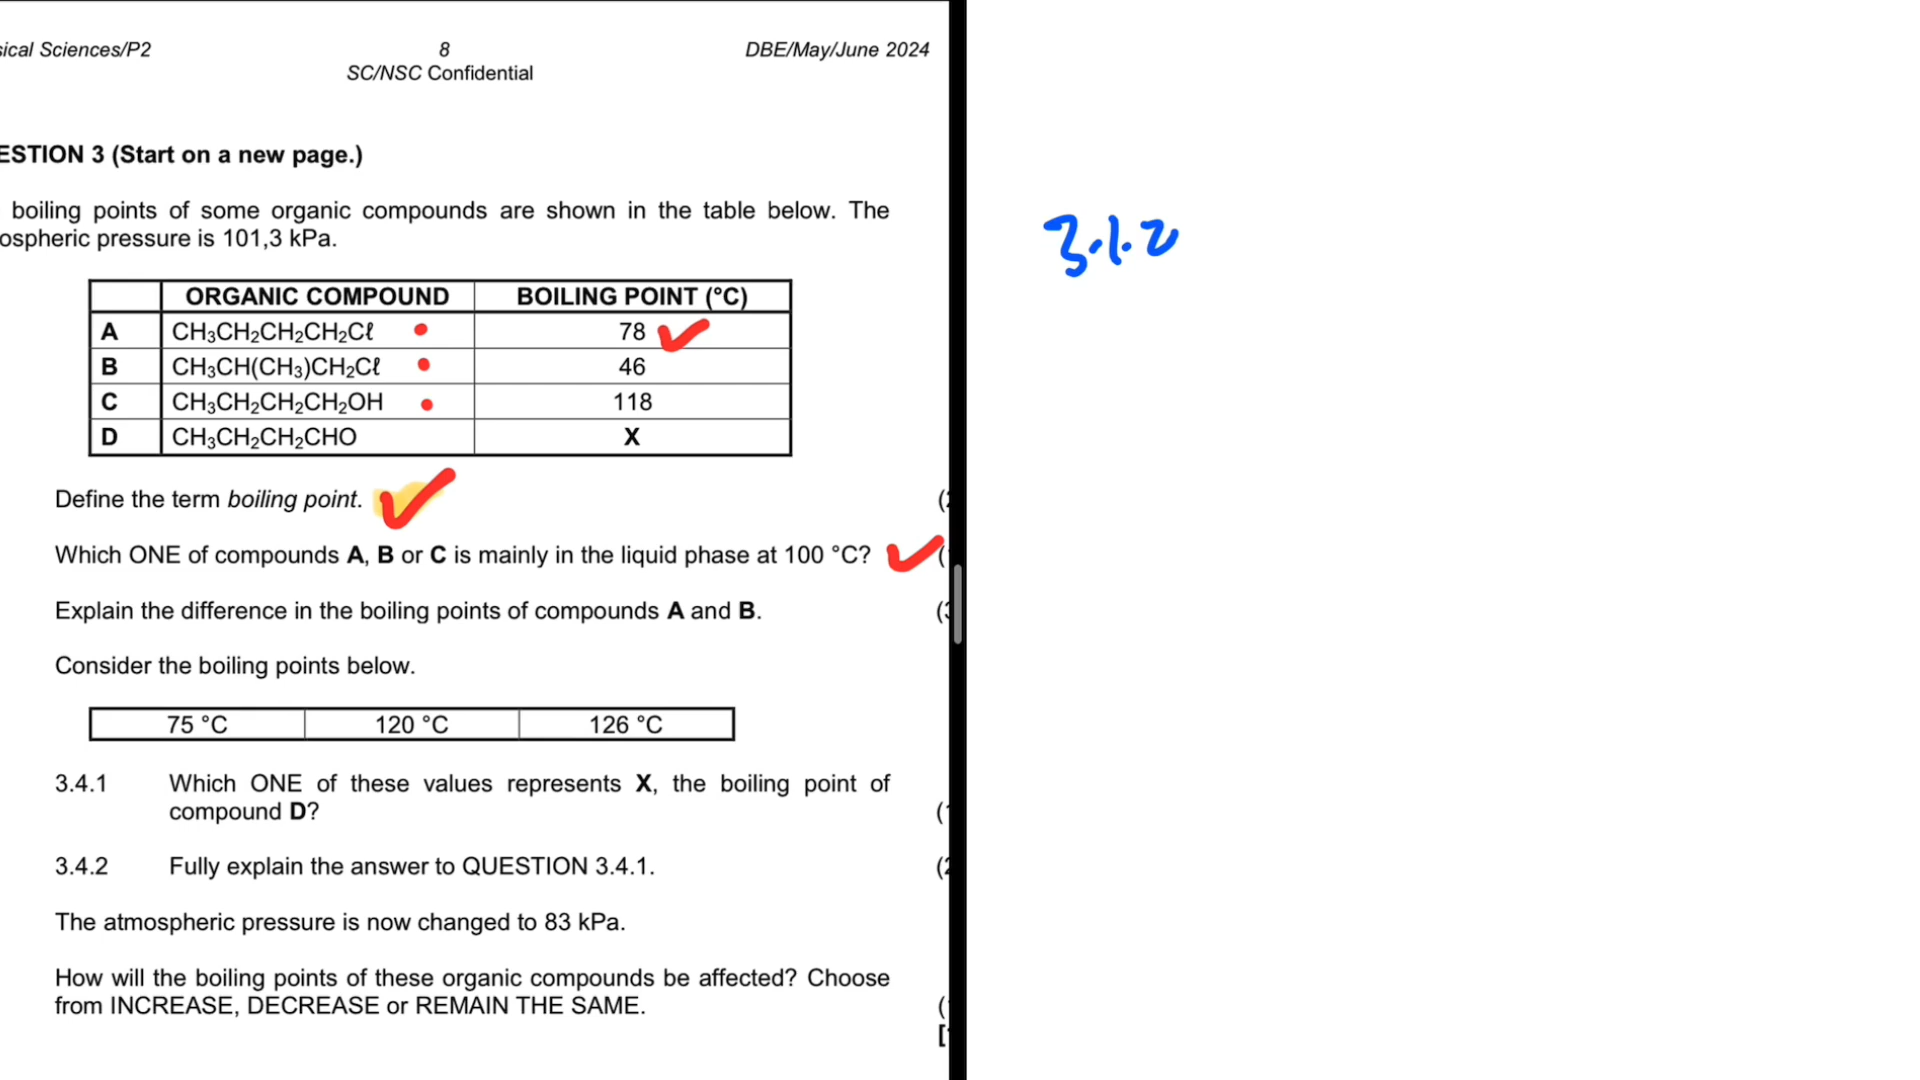 sical Sciences/P2 8 DBE/May/June 2024
SC/NSC Confidential
ESTION 3 (Start on a new page.)
boiling points of some organic compounds are shown in the table below. The
ospheric pressure is 101,3 kPa.
ORGANIC COMPOUND BOILING POINT (°C)
A CH₃CH₂CH₂CH₂Cℓ 78
B CH₃CH(CH₃)CH₂Cℓ 46
C CH₃CH₂CH₂CH₂OH 118
D CH₃CH₂CH₂CHO X
Define the term boiling point. (2
Which ONE of compounds A, B or C is mainly in the liquid phase at 100 °C? (
Explain the difference in the boiling points of compounds A and B. (3
Consider the boiling points below.
75 °C 120 °C 126 °C
3.4.1 Which ONE of these values represents X, the boiling point of
compound D? (1
3.4.2 Fully explain the answer to QUESTION 3.4.1. (2
The atmospheric pressure is now changed to 83 kPa.
How will the boiling points of these organic compounds be affected? Choose
from INCREASE, DECREASE or REMAIN THE SAME. (
[
3.1.2